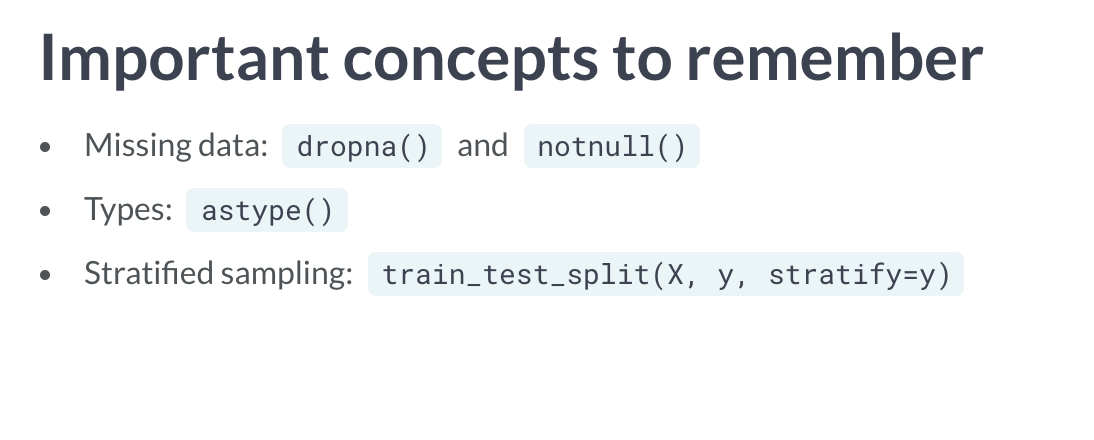 Important concepts to remember
• Missing data: dropna() and notnull()
• Types: astype()
• Stratified sampling: train_test_split(X, y, stratify=y)